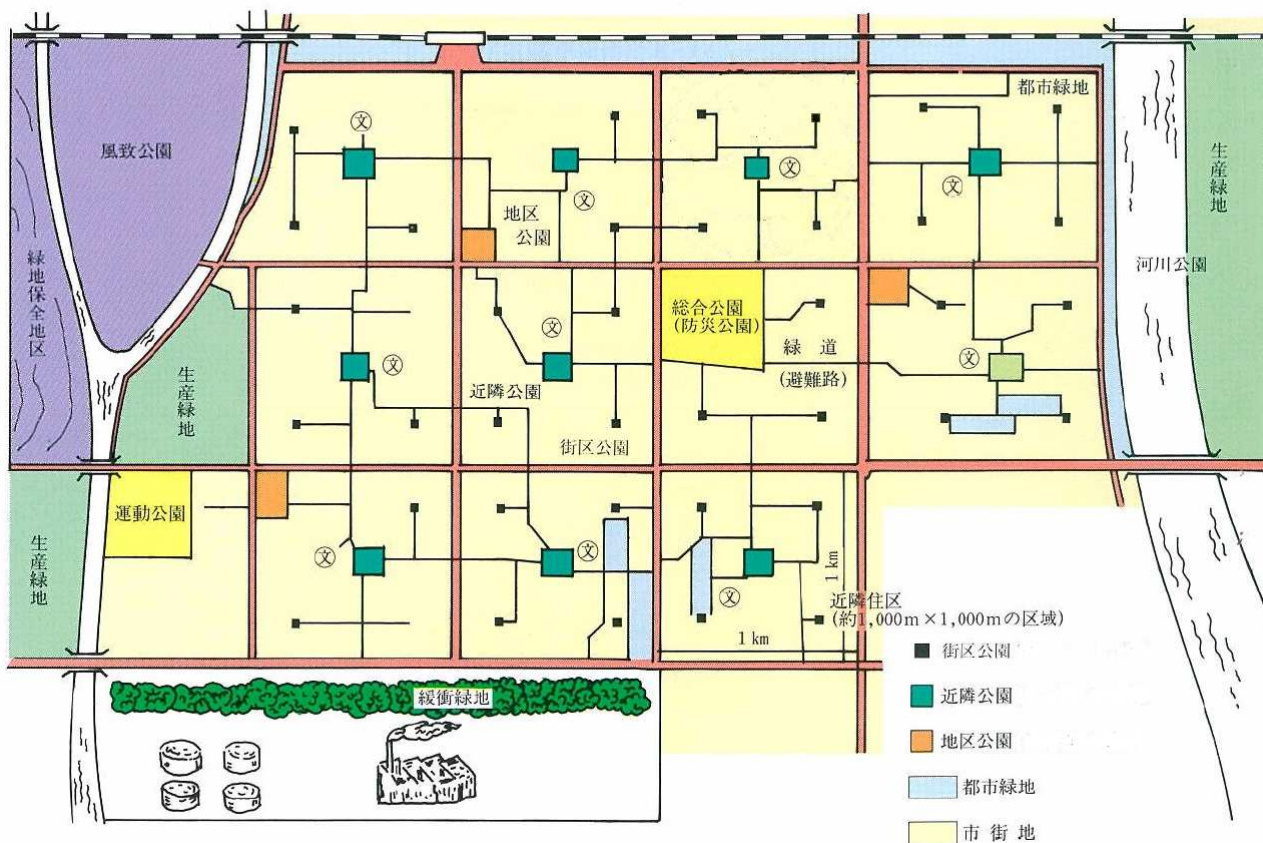 都市緑地
風致公園
文
文
文
文
生産緑地
地区
公園
緑地保全地区
河川公園
総合公園
(防災公園)
緑道
(避難路)
文
文
文
生産緑地
近隣公園
街区公園
運動公園
生産緑地
文
文
文
1 km
近隣住区
(約1,000m×1,000mの区域)
1 km
街区公園
近隣公園
地区公園
都市緑地
市街地
緩衝緑地